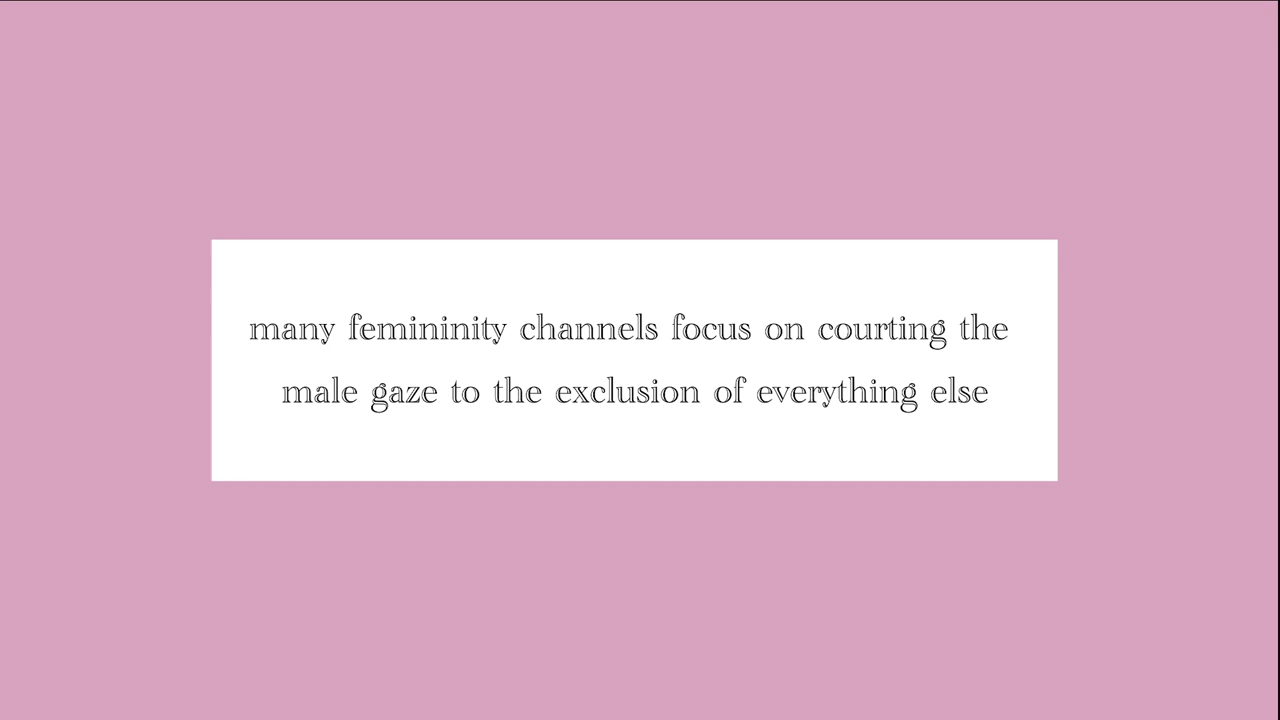 many femininity channels focus on courting the
male gaze to the exclusion of everything else